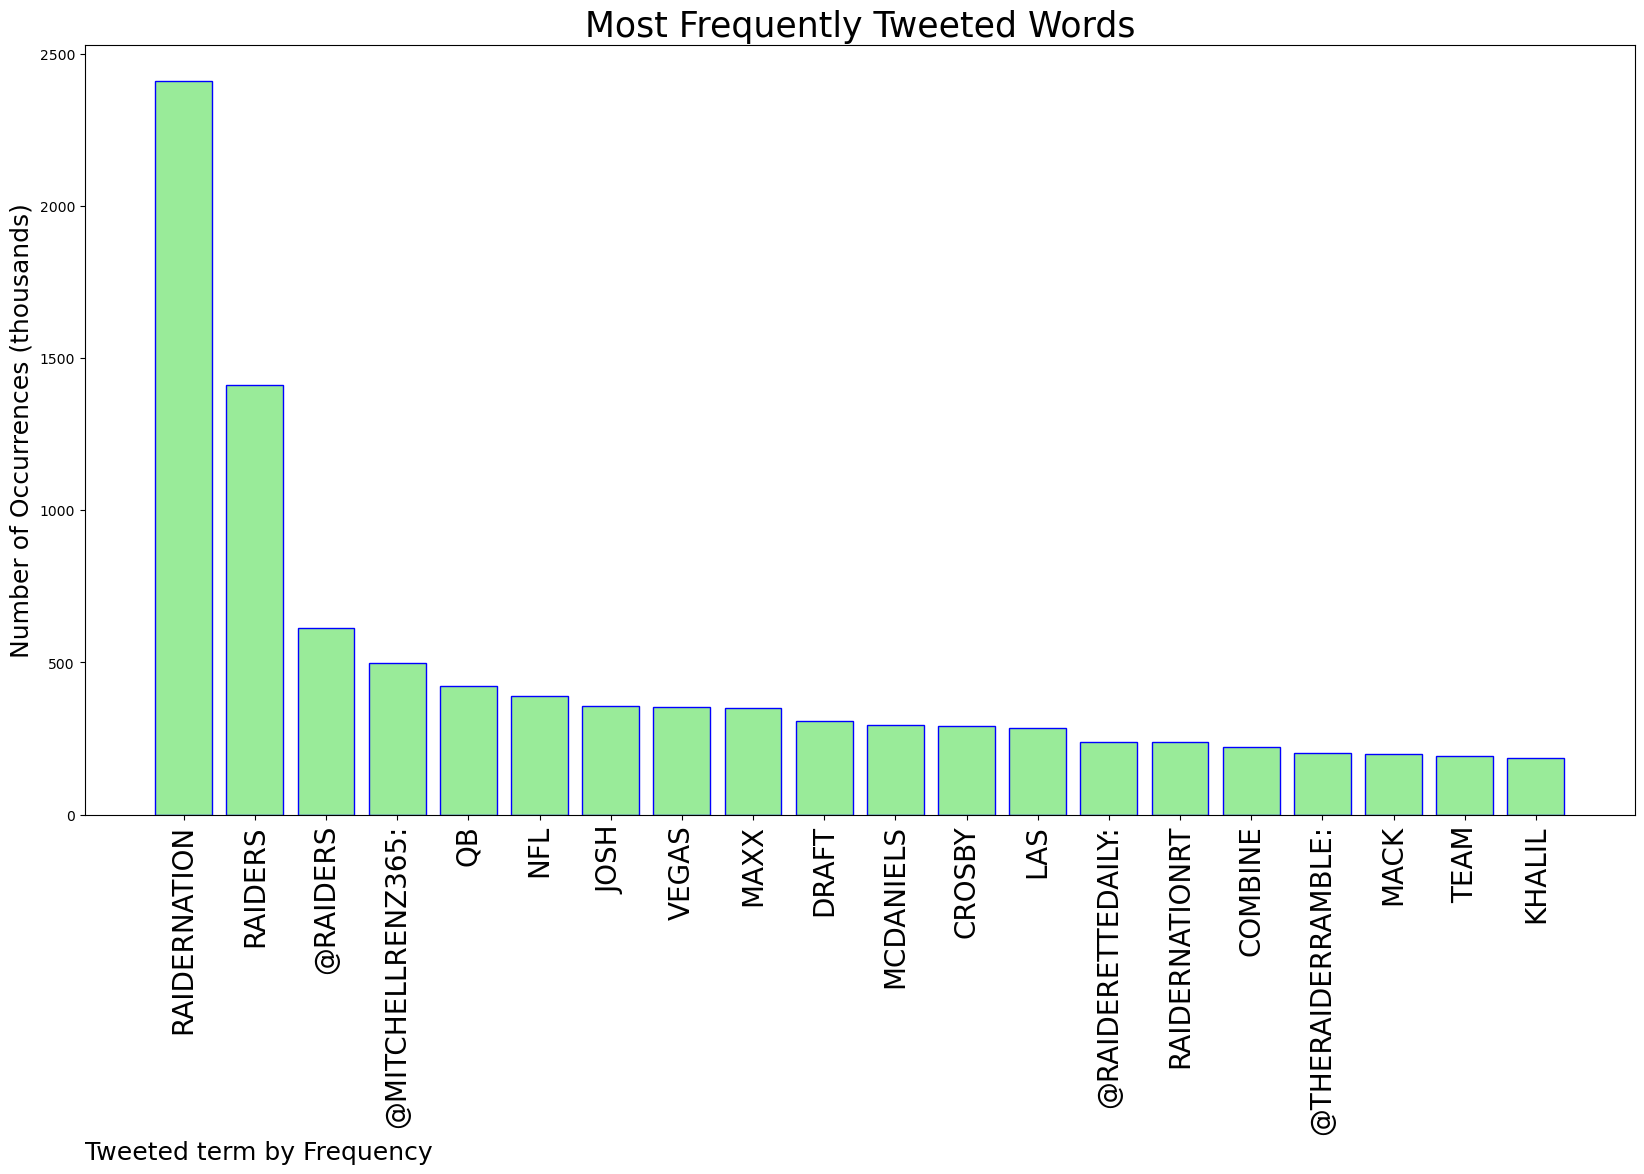 Most Frequently Tweeted Words
Number of Occurrences (thousands)
2500
2000
1500
1000
500
0
RAIDERNATION
RAIDERS
@RAIDERS
@MITCHELLRENZ365:
QB
NFL
JOSH
VEGAS
MAXX
DRAFT
MCDANIELS
CROSBY
LAS
@RAIDERETTEDAILY:
RAIDERNATIONRT
COMBINE
@THERAIDERRAMBLE:
MACK
TEAM
KHALIL
Tweeted term by Frequency